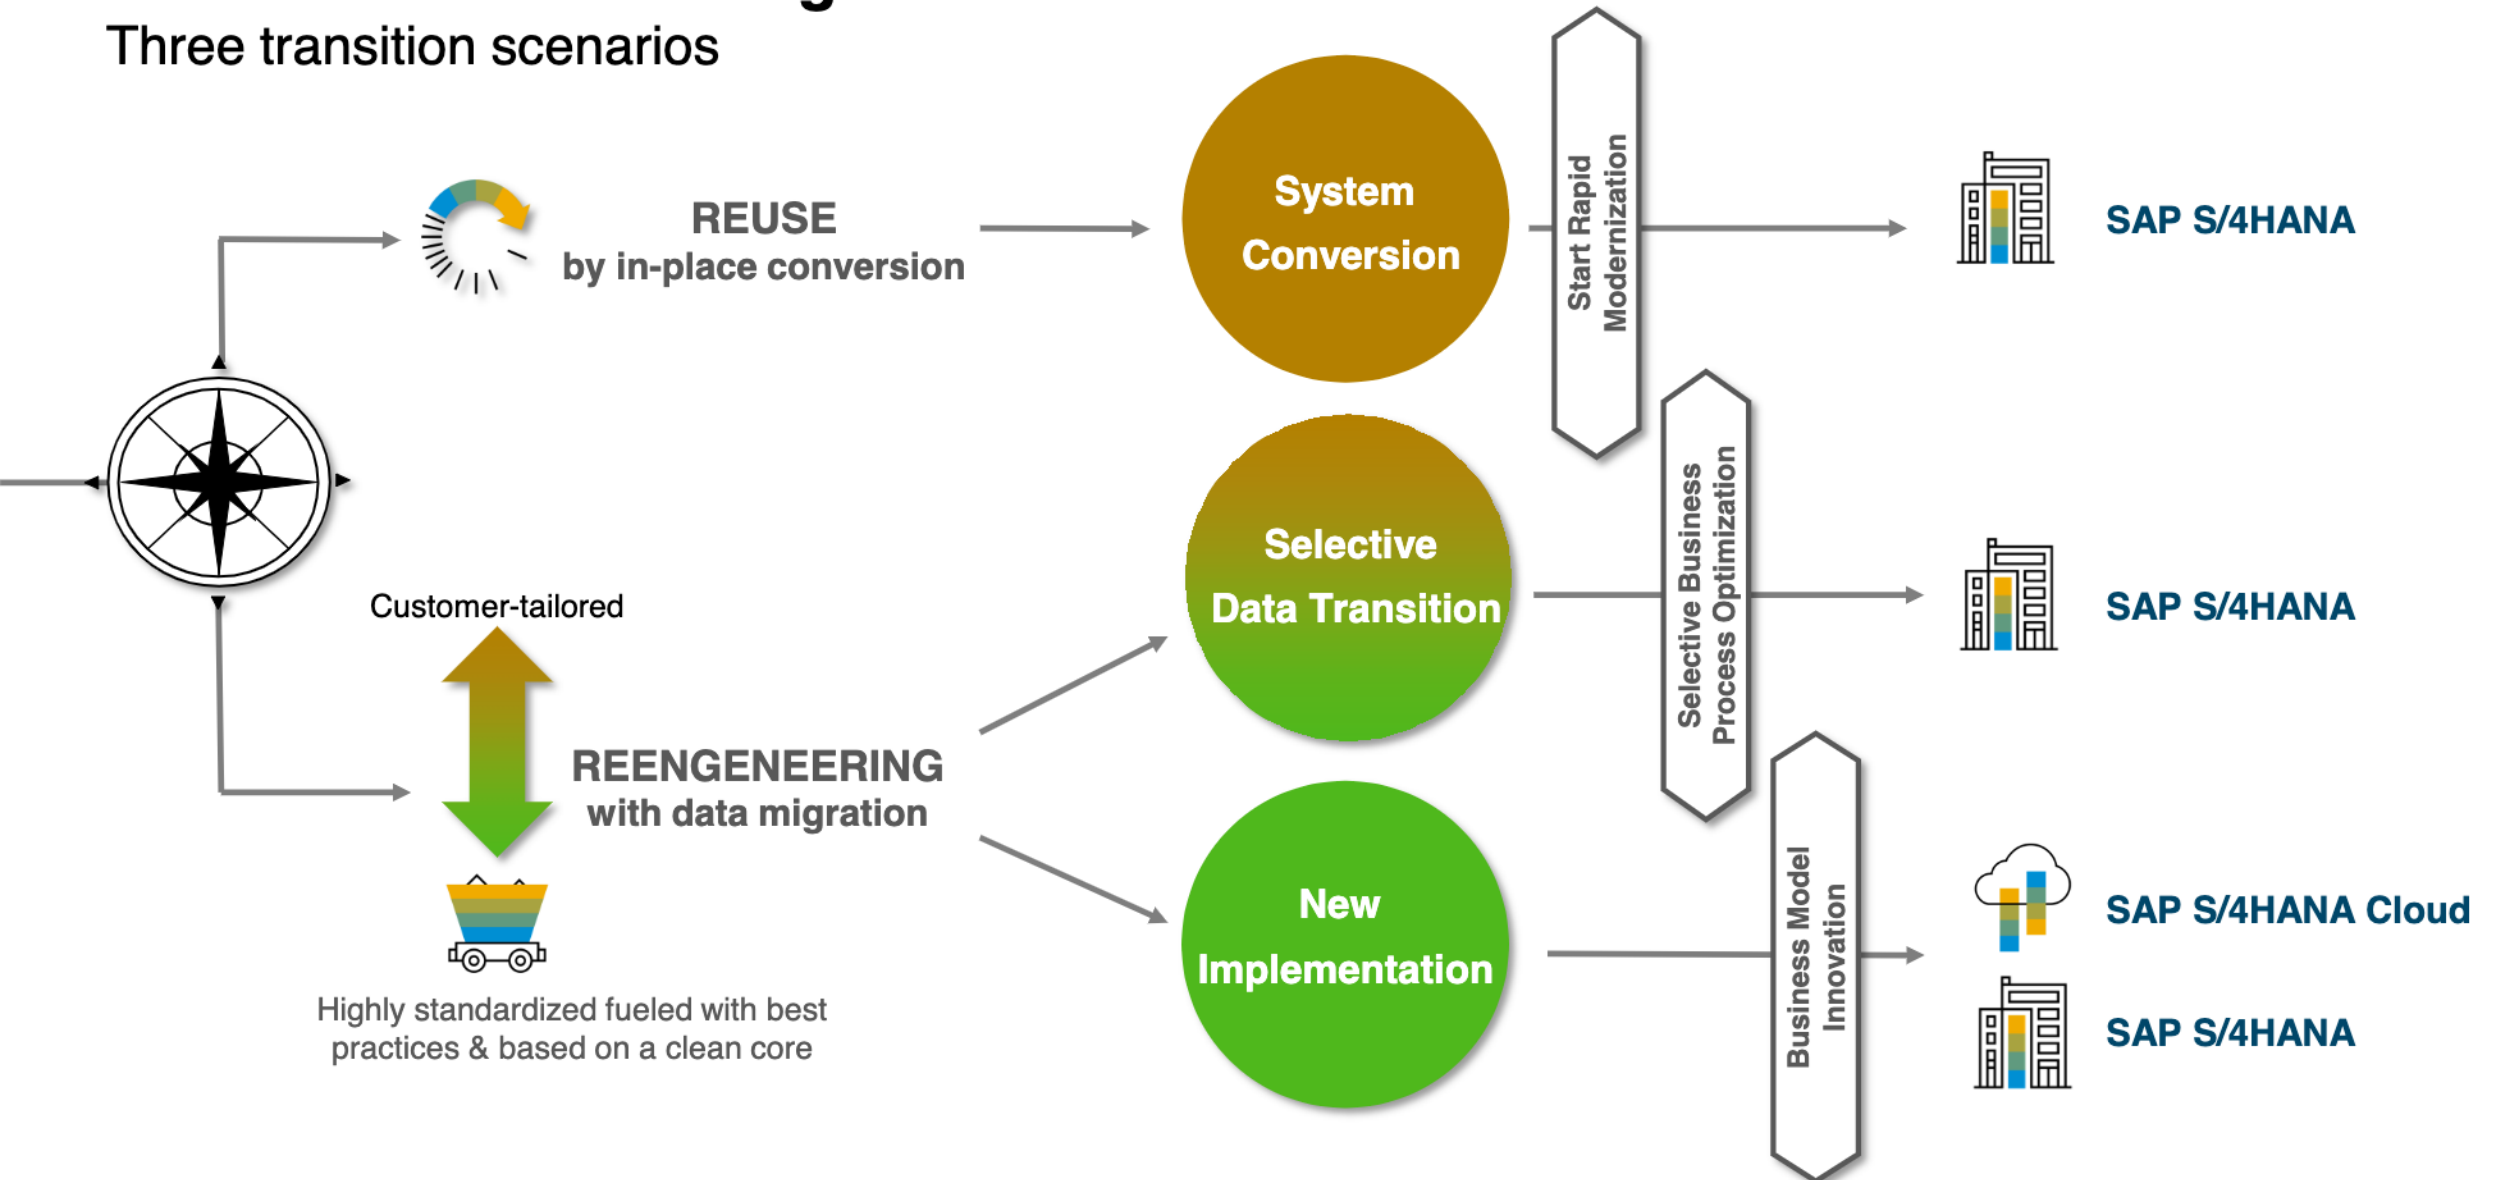 Three transition scenarios
REUSE
by in-place conversion
System
Conversion
Start Rapid
Modernization
SAP S/4HANA
Customer-tailored
REENGENEERING
with data migration
Highly standardized fueled with best
practices & based on a clean core
Selective
Data Transition
Selective Business
Process Optimization
SAP S/4HANA
New
Implementation
Business Model
Innovation
SAP S/4HANA Cloud
SAP S/4HANA